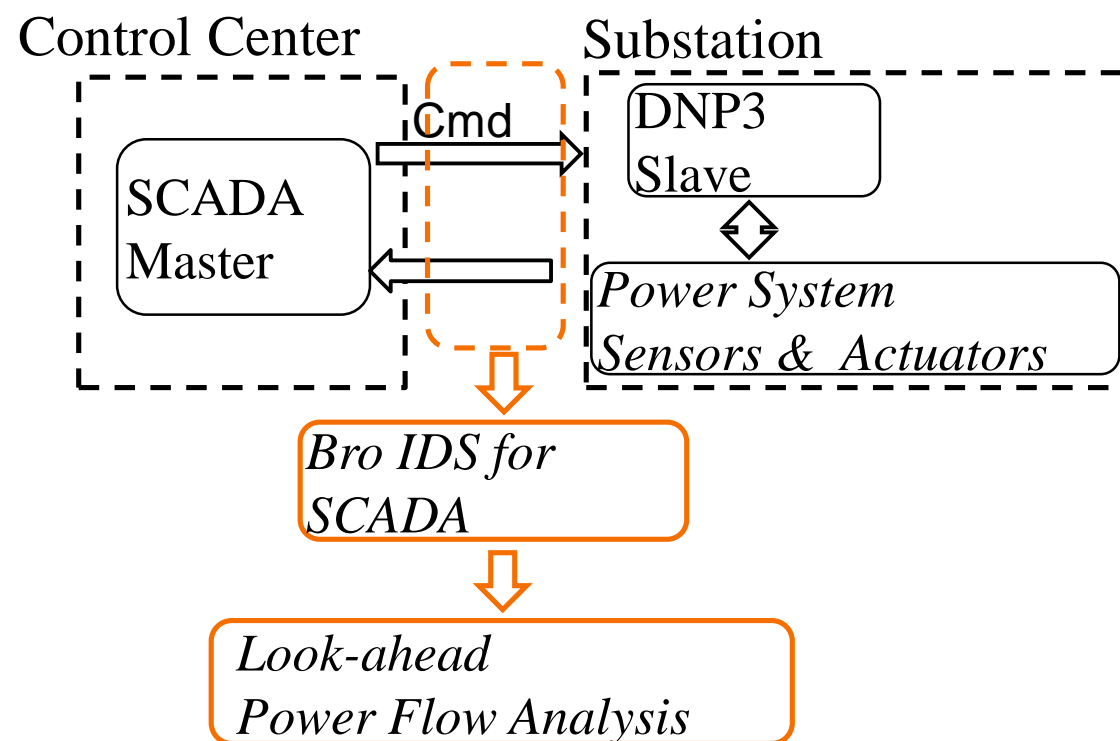 Control Center
Substation
Cmd
DNP3
Slave
SCADA
Master
Power System
Sensors & Actuators
Bro IDS for
SCADA
Look-ahead
Power Flow Analysis